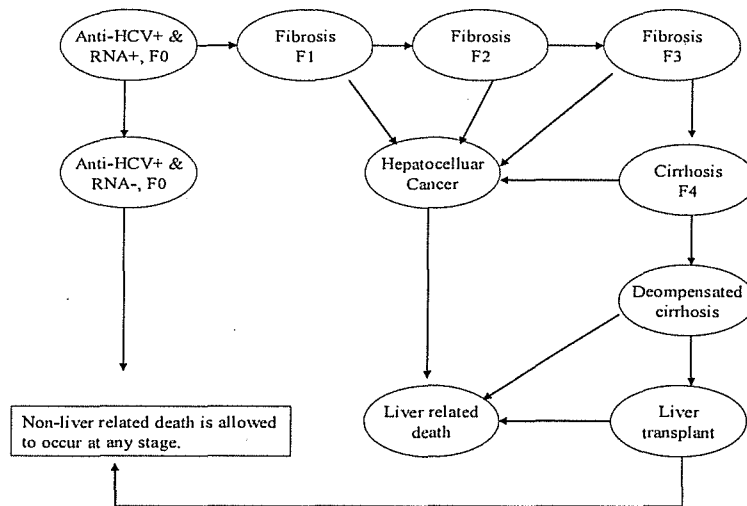 Anti-HCV+ &
RNA+, F0
Fibrosis
F1
Fibrosis
F2
Fibrosis
F3
Anti-HCV+ &
RNA-, F0
Hepatocelluar
Cancer
Cirrhosis
F4
Deompensated
cirrhosis
Non-liver related death is allowed
to occur at any stage.
Liver related
death
Liver
transplant